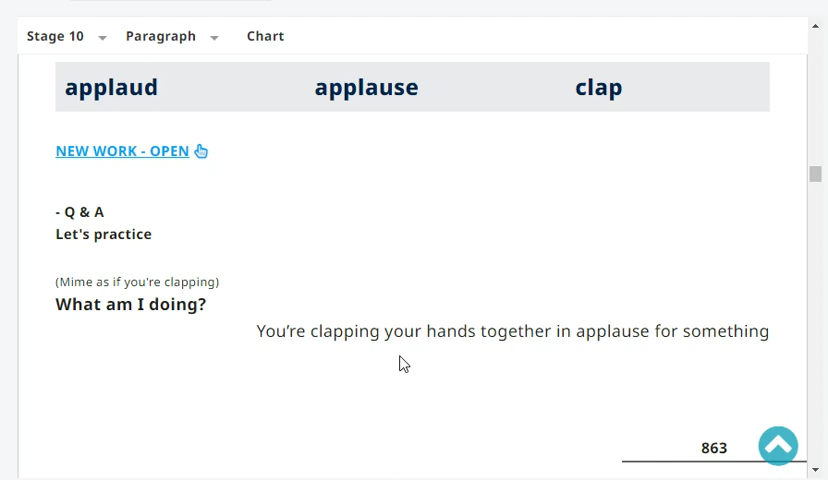 Stage 10 Paragraph Chart
applaud applause clap
NEW WORK - OPEN
- Q & A
Let's practice
(Mime as if you're clapping)
What am I doing?
You’re clapping your hands together in applause for something
863